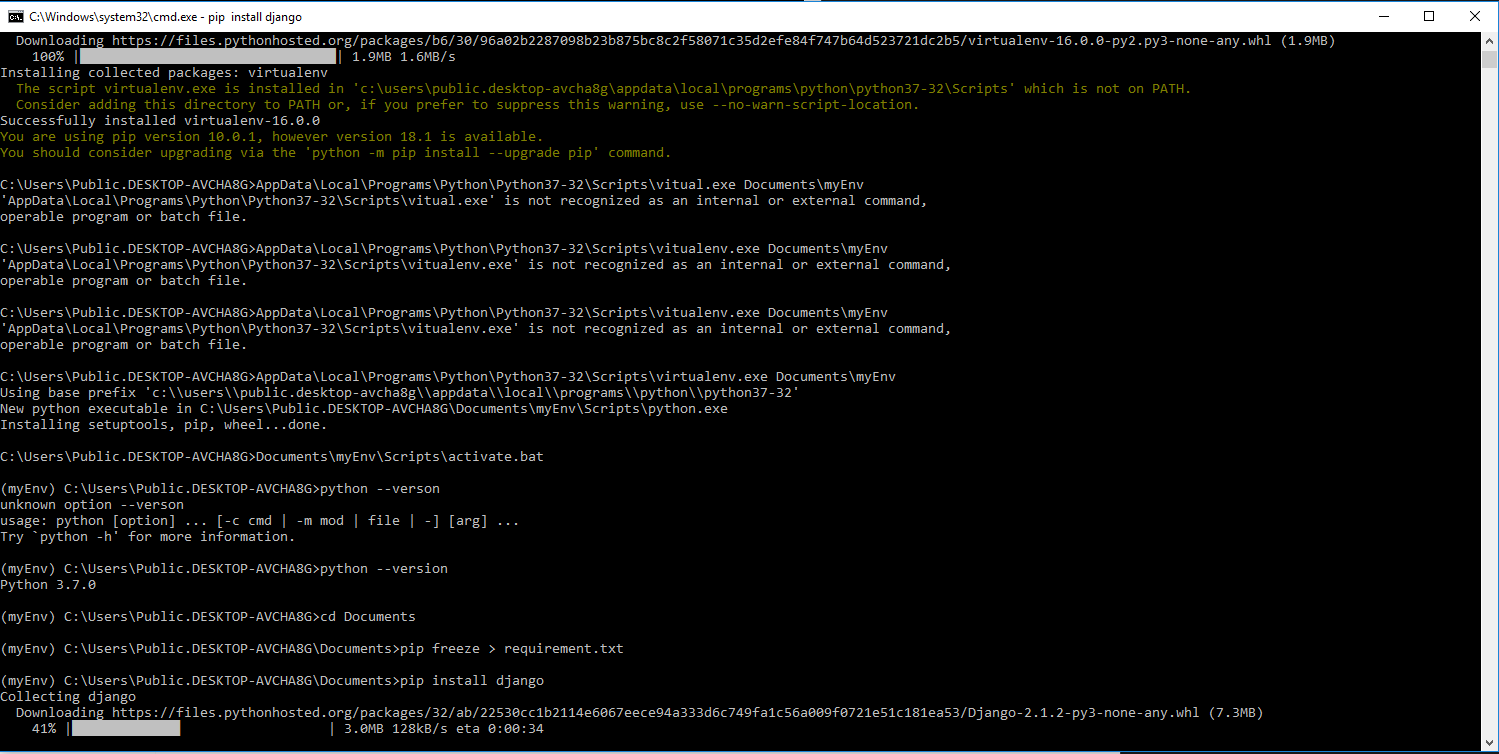 C:\Windows\system32\cmd.exe - pip  install django
Downloading https://files.pythonhosted.org/packages/b6/30/96a02b2287098b23b875bc8c2f58071c35d2efe84f747b64d523721dc2b5/virtualenv-16.0.0-py2.py3-none-any.whl (1.9MB)
100% || 1.9MB 1.6MB/s
Installing collected packages: virtualenv
The script virtualenv.exe is installed in 'c:\users\public.desktop-avcha8g\appdata\local\programs\python\python37-32\Scripts' which is not on PATH.
Consider adding this directory to PATH or, if you prefer to suppress this warning, use --no-warn-script-location.
Successfully installed virtualenv-16.0.0
You are using pip version 10.0.1, however version 18.1 is available.
You should consider upgrading via the 'python -m pip install --upgrade pip' command.
C:\Users\Public.DESKTOP-AVCHA8G>AppData\Local\Programs\Python\Python37-32\Scripts\vitual.exe Documents\myEnv
'AppData\Local\Programs\Python\Python37-32\Scripts\vitual.exe' is not recognized as an internal or external command,
operable program or batch file.
C:\Users\Public.DESKTOP-AVCHA8G>AppData\Local\Programs\Python\Python37-32\Scripts\vitualenv.exe Documents\myEnv
'AppData\Local\Programs\Python\Python37-32\Scripts\vitualenv.exe' is not recognized as an internal or external command,
operable program or batch file.
C:\Users\Public.DESKTOP-AVCHA8G>AppData\Local\Programs\Python\Python37-32\Scripts\vitualenv.exe Documents\myEnv
'AppData\Local\Programs\Python\Python37-32\Scripts\vitualenv.exe' is not recognized as an internal or external command,
operable program or batch file.
C:\Users\Public.DESKTOP-AVCHA8G>AppData\Local\Programs\Python\Python37-32\Scripts\virtualenv.exe Documents\myEnv
Using base prefix 'c:\\users\\public.desktop-avcha8g\\appdata\\local\\programs\\python\\python37-32'
New python executable in C:\Users\Public.DESKTOP-AVCHA8G\Documents\myEnv\Scripts\python.exe
Installing setuptools, pip, wheel...done.
C:\Users\Public.DESKTOP-AVCHA8G>Documents\myEnv\Scripts\activate.bat
(myEnv) C:\Users\Public.DESKTOP-AVCHA8G>python --verson
unknown option --verson
usage: python [option] ... [-c cmd | -m mod | file | -] [arg] ...
Try `python -h' for more information.
(myEnv) C:\Users\Public.DESKTOP-AVCHA8G>python --version
Python 3.7.0
(myEnv) C:\Users\Public.DESKTOP-AVCHA8G>cd Documents
(myEnv) C:\Users\Public.DESKTOP-AVCHA8G\Documents>pip freeze > requirement.txt
(myEnv) C:\Users\Public.DESKTOP-AVCHA8G\Documents>pip install django
Collecting django
Downloading https://files.pythonhosted.org/packages/32/ab/22530cc1b2114e6067eece94a333d6c749fa1c56a009f0721e51c181ea53/Django-2.1.2-py3-none-any.whl (7.3MB)
41% | | 3.0MB 128kB/s eta 0:00:34